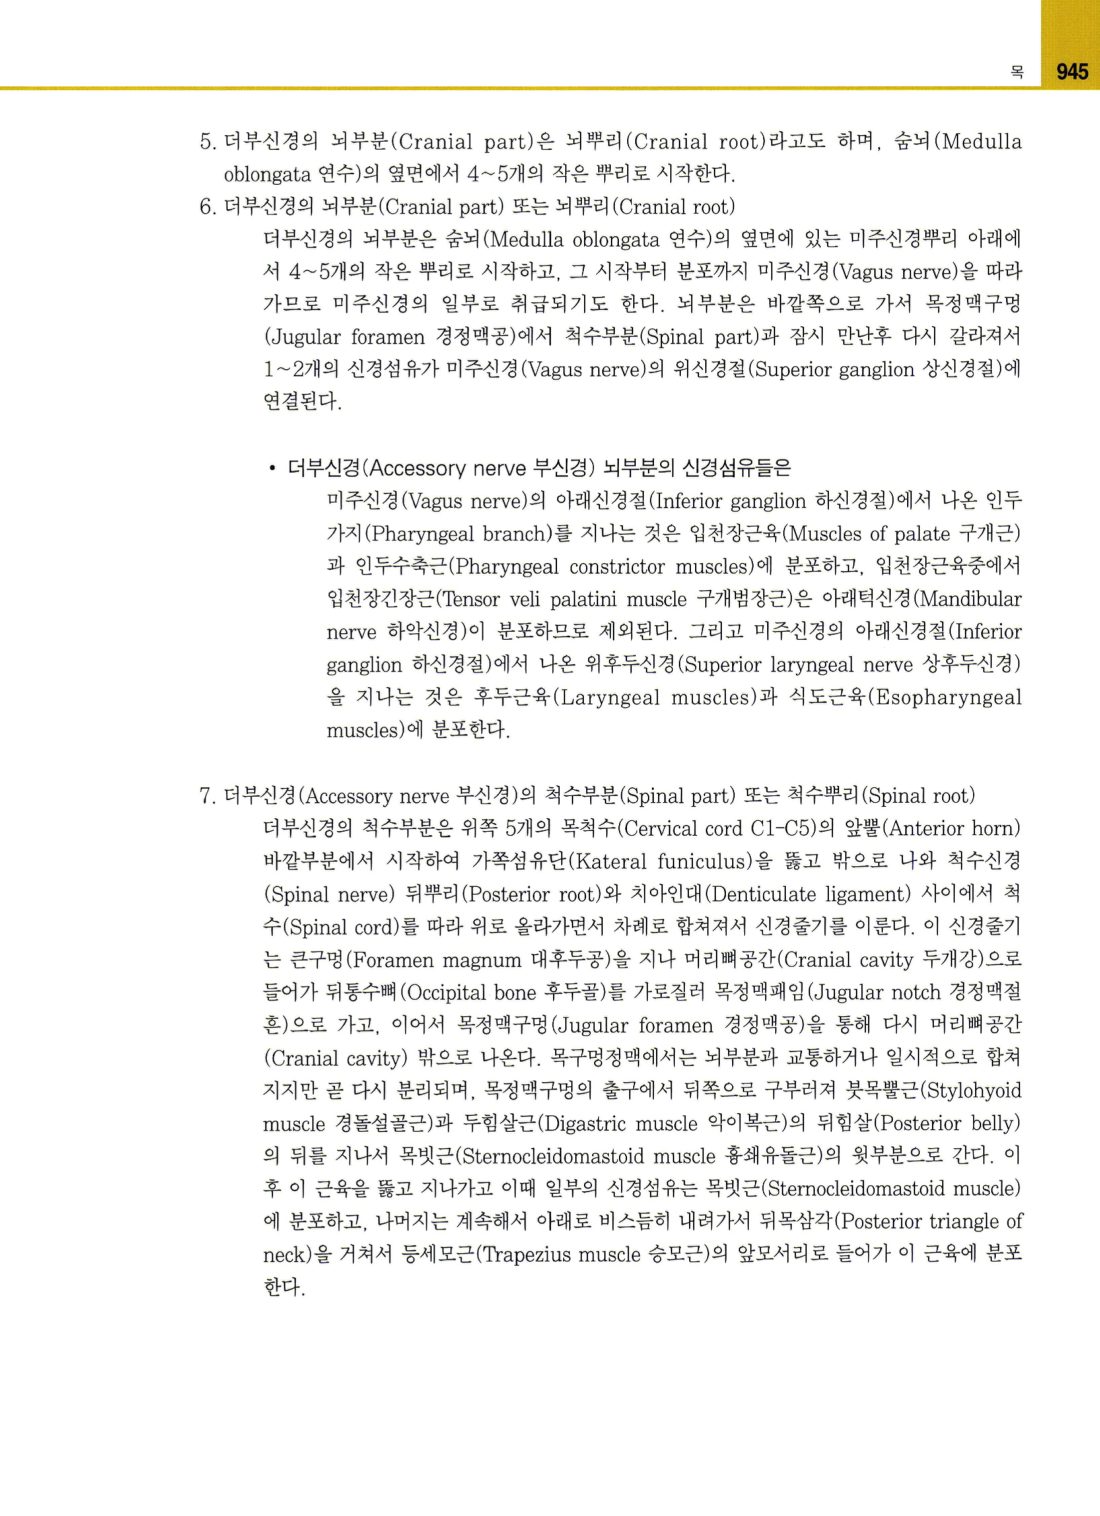 목 945
5. 더부신경의 뇌부분(Cranial part)은 뇌뿌리(Cranial root)라고도 하며, 숨뇌(Medulla
oblongata 연수)의 옆면에서 4~5개의 작은 뿌리로 시작한다.
6. 더부신경의 뇌부분(Cranial part) 또는 뇌뿌리(Cranial root)
더부신경의 뇌부분은 숨뇌(Medulla oblongata 연수)의 옆면에 있는 미주신경뿌리 아래에
서 4~5개의 작은 뿌리로 시작하고, 그 시작부터 분포까지 미주신경(Vagus nerve)을 따라
가므로 미주신경의 일부로 취급되기도 한다. 뇌부분은 바깥쪽으로 가서 목정맥구멍
(Jugular foramen 경정맥공)에서 척수부분(Spinal part)과 잠시 만난후 다시 갈라져서
1~2개의 신경섬유가 미주신경(Vagus nerve)의 위신경절(Superior ganglion 상신경절)에
연결된다.
• 더부신경(Accessory nerve 부신경) 뇌부분의 신경섬유들은
미주신경(Vagus nerve)의 아래신경절(Inferior ganglion 하신경절)에서 나온 인두
가지(Pharyngeal branch)를 지나는 것은 입천장근육(Muscles of palate 구개근)
과 인두수축근(Pharyngeal constrictor muscles)에 분포하고, 입천장근육중에서
입천장긴장근(Tensor veli palatini muscle 구개범장근)은 아래턱신경(Mandibular
nerve 하악신경)이 분포하므로 제외된다. 그리고 미주신경의 아래신경절(Inferior
ganglion 하신경절)에서 나온 위후두신경(Superior laryngeal nerve 상후두신경)
을 지나는 것은 후두근육(Laryngeal muscles)과 식도근육(Esopharyngeal
muscles)에 분포한다.
7. 더부신경(Accessory nerve 부신경)의 척수부분(Spinal part) 또는 척수뿌리(Spinal root)
더부신경의 척수부분은 위쪽 5개의 목척수(Cervical cord C1-C5)의 앞뿔(Anterior horn)
바깥부분에서 시작하여 가쪽섬유단(Kateral funiculus)을 뚫고 밖으로 나와 척수신경
(Spinal nerve) 뒤뿌리(Posterior root)와 치아인대(Denticulate ligament) 사이에서 척
수(Spinal cord)를 따라 위로 올라가면서 차례로 합쳐져서 신경줄기를 이룬다. 이 신경줄기
는 큰구멍(Foramen magnum 대후두공)을 지나 머리뼈공간(Cranial cavity 두개강)으로
들어가 뒤통수뼈(Occipital bone 후두골)를 가로질러 목정맥패임(Jugular notch 경정맥절
흔)으로 가고, 이어서 목정맥구멍(Jugular foramen 경정맥공)을 통해 다시 머리뼈공간
(Cranial cavity) 밖으로 나온다. 목구멍정맥에서는 뇌부분과 교통하거나 일시적으로 합쳐
지지만 곧 다시 분리되며, 목정맥구멍의 출구에서 뒤쪽으로 구부러져 붓목뿔근(Stylohyoid
muscle 경돌설골근)과 두힘살근(Digastric muscle 악이복근)의 뒤힘살(Posterior belly)
의 뒤를 지나서 목빗근(Sternocleidomastoid muscle 흉쇄유돌근)의 윗부분으로 간다. 이
후 이 근육을 뚫고 지나가고 이때 일부의 신경섬유는 목빗근(Sternocleidomastoid muscle)
에 분포하고, 나머지는 계속해서 아래로 비스듬히 내려가서 뒤목삼각(Posterior triangle of
neck)을 거쳐서 등세모근(Trapezius muscle 승모근)의 앞모서리로 들어가 이 근육에 분포
한다.